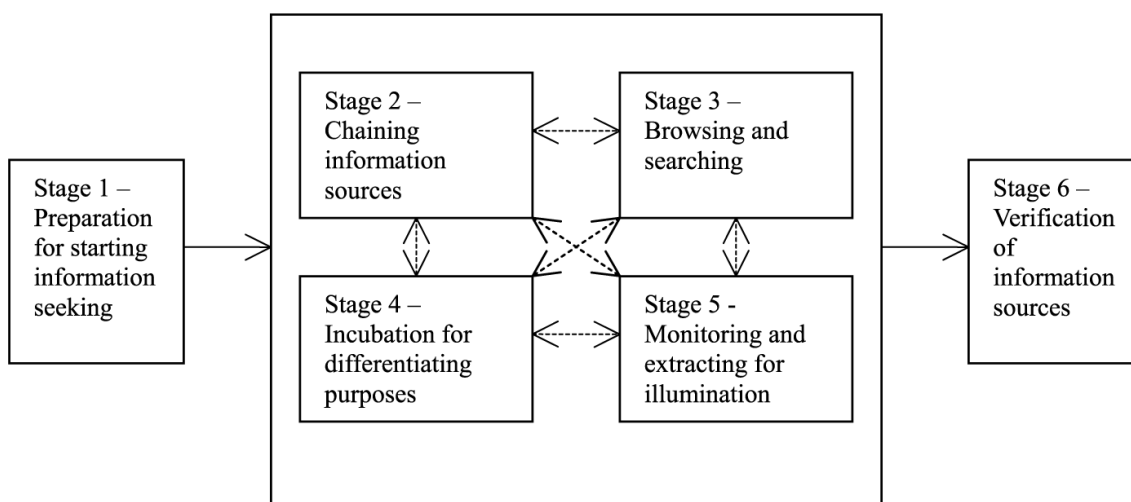 Stage 1 –
Preparation
for starting
information
seeking
Stage 2 –
Chaining
information
sources
Stage 3 –
Browsing and
searching
Stage 4 –
Incubation for
differentiating
purposes
Stage 5 -
Monitoring and
extracting for
illumination
Stage 6 –
Verification
of
information
sources